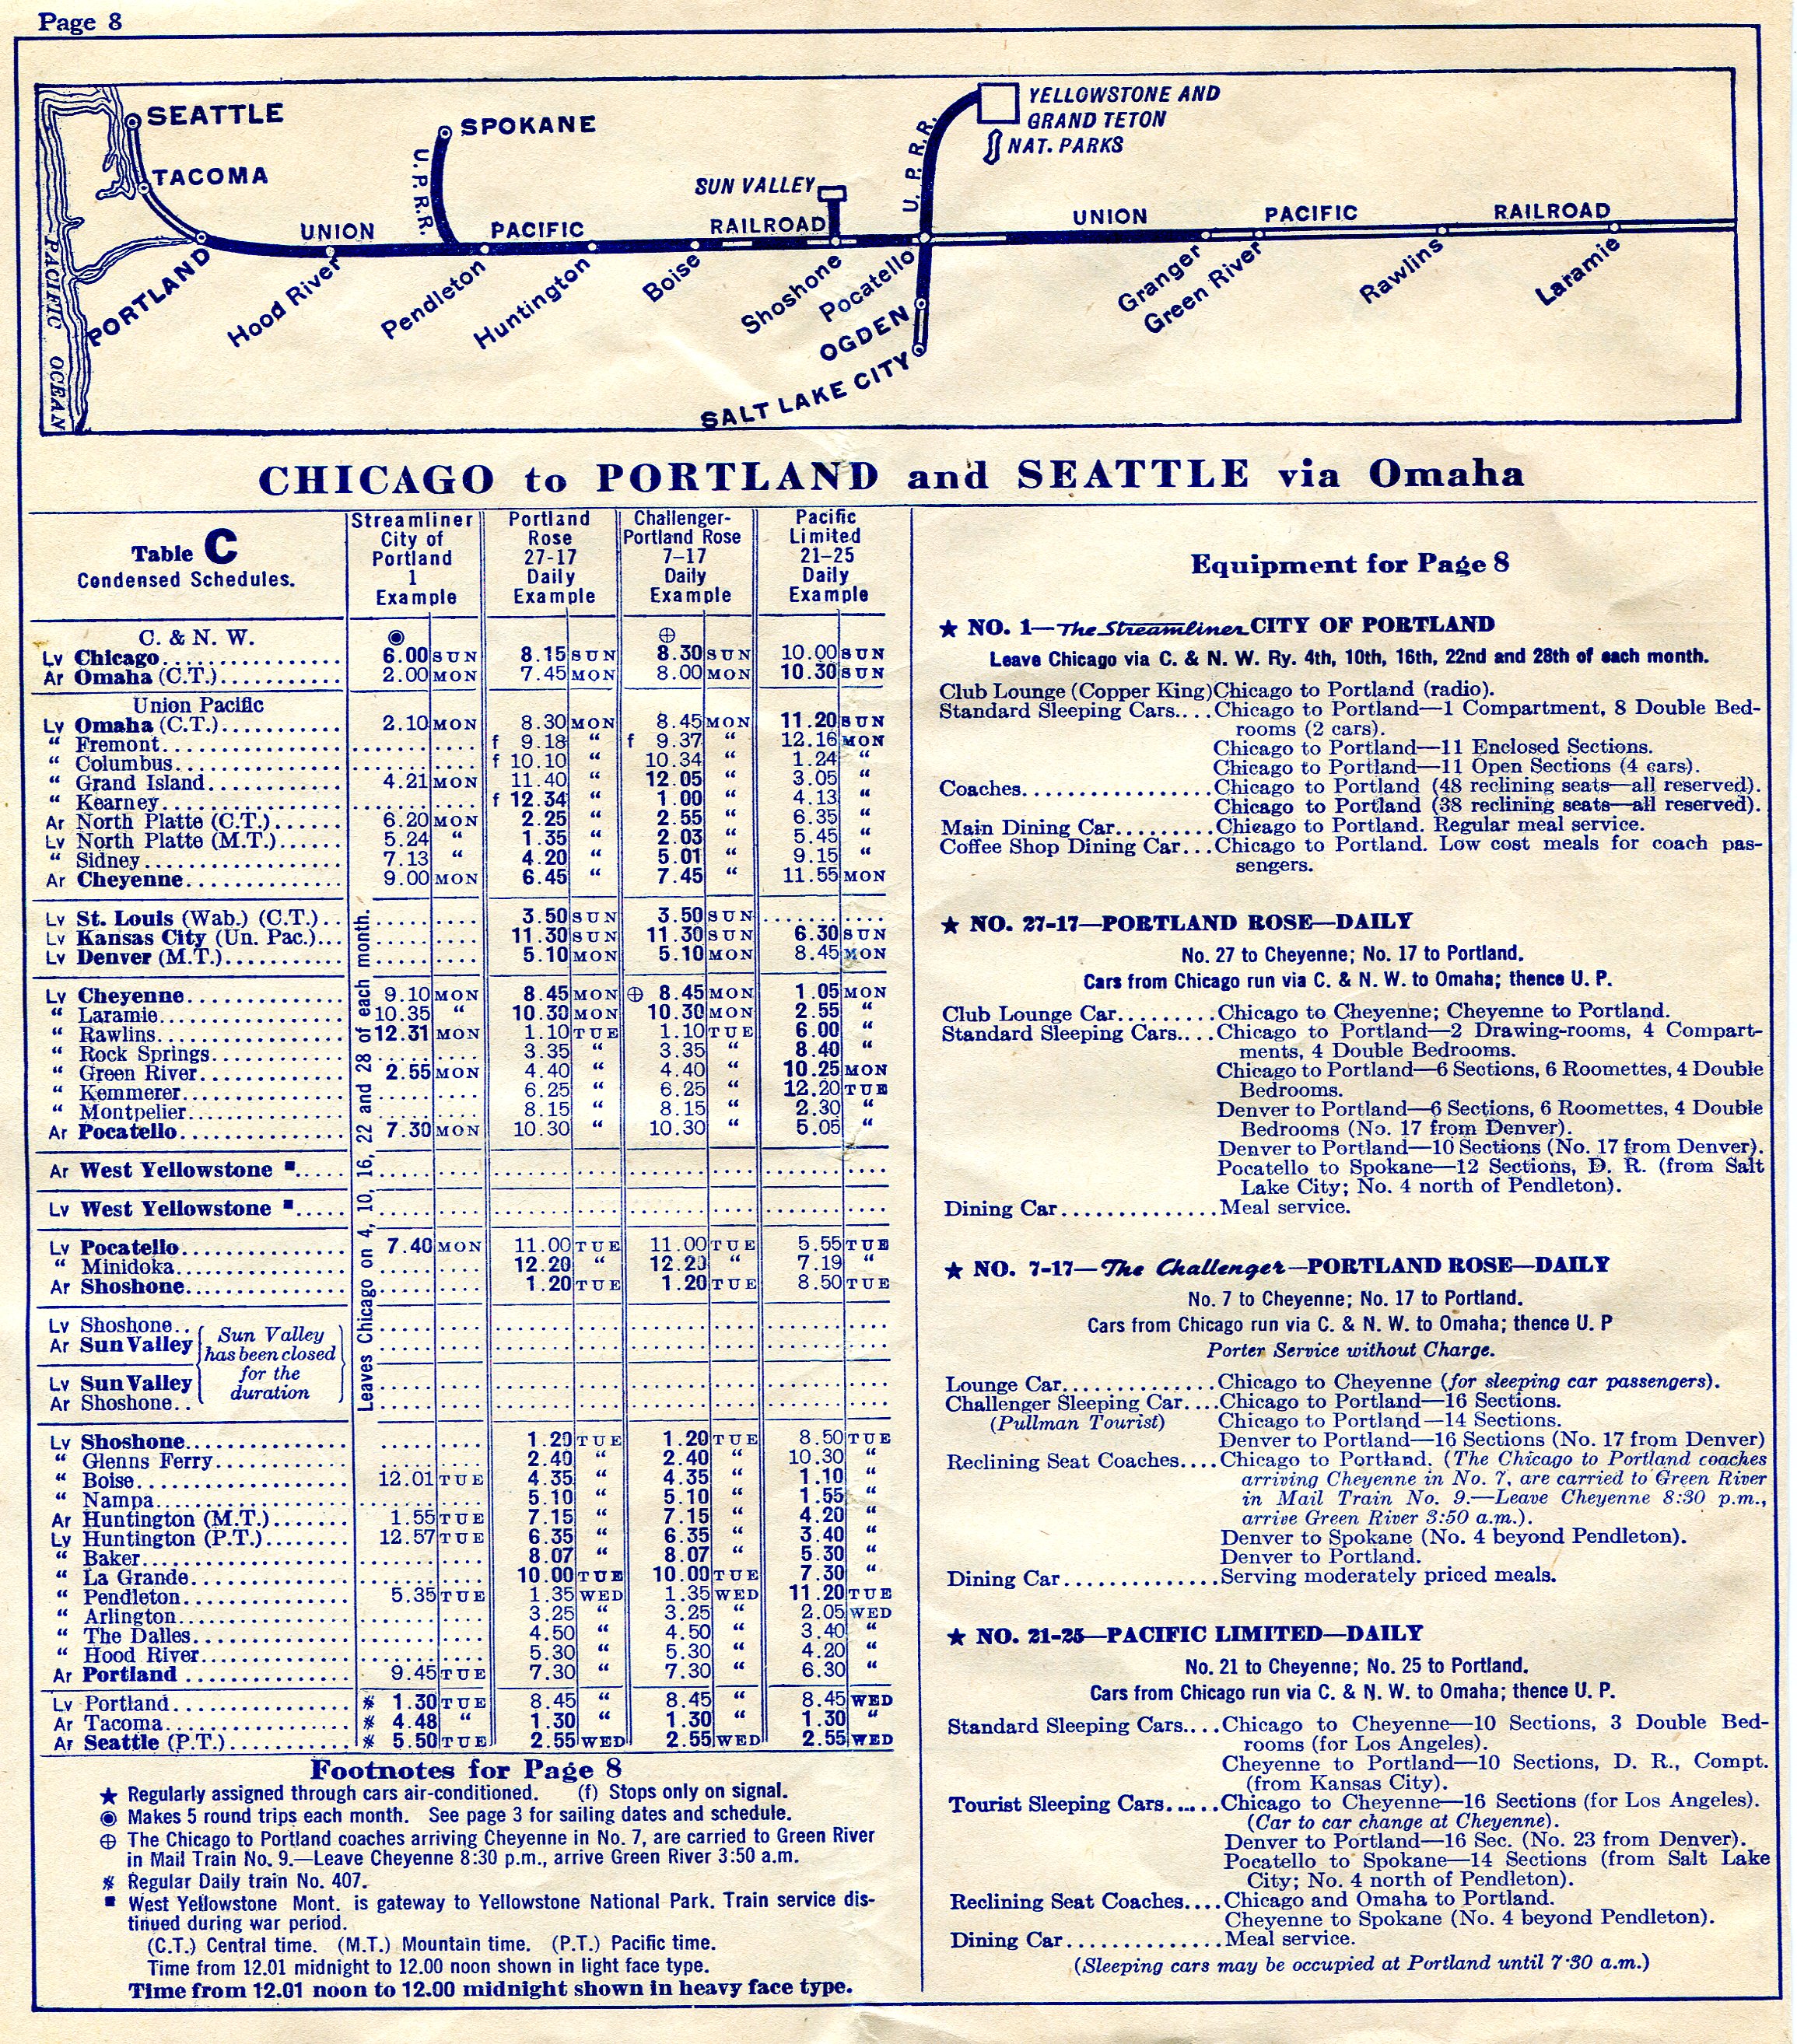 Page 8
SEATTLE
SPOKANE
TACOMA
U.P.R.R.
SUN VALLEY
U. P. R.R.
YELLOWSTONE AND
GRAND TETON
NAT. PARKS
UNION PACIFIC RAILROAD
UNION PACIFIC RAILROAD
PACIFIC OCEAN
PORTLAND
Hood River
Pendleton
Huntington
Boise
Shoshone
Pocatello
OGDEN
SALT LAKE CITY
Granger
Green River
Rawlins
Laramie
CHICAGO to PORTLAND and SEATTLE via Omaha
Table C
Condensed Schedules.
Streamliner City of Portland 1 Example
Portland Rose 27-17 Daily Example
Challenger-Portland Rose 7-17 Daily Example
Pacific Limited 21-25 Daily Example
C. & N. W. ◉ ⊕
Lv Chicago 6.00 SUN 8.15 SUN 8.30 SUN 10.00 SUN
Ar Omaha (C.T.) 2.00 MON 7.45 MON 8.00 MON 10.30 SUN
Union Pacific
Lv Omaha (C.T.) 2.10 MON 8.30 MON 8.45 MON 11.20 SUN
“ Fremont f 9.18 “ f 9.37 “ 12.16 MON
“ Columbus f 10.10 “ 10.34 “ 1.24 “
“ Grand Island 4.21 MON 11.40 “ 12.05 “ 3.05 “
“ Kearney f 12.34 “ 1.00 “ 4.13 “
Ar North Platte (C.T.) 6.20 MON 2.25 “ 2.55 “ 6.35 “
Lv North Platte (M.T.) 5.24 “ 1.35 “ 2.03 “ 5.45 “
“ Sidney 7.13 “ 4.20 “ 5.01 “ 9.15 “
Ar Cheyenne 9.00 MON 6.45 “ 7.45 “ 11.55 MON
Lv St. Louis (Wab.) (C.T.) 3.50 SUN 3.50 SUN
Lv Kansas City (Un. Pac.) 11.30 SUN 11.30 SUN 6.30 SUN
Lv Denver (M.T.) 5.10 MON 5.10 MON 8.45 MON
Lv Cheyenne 9.10 MON 8.45 MON ⊕ 8.45 MON 1.05 MON
“ Laramie 10.35 “ 10.30 MON 10.30 MON 2.55 “
“ Rawlins 12.31 MON 1.10 TUE 1.10 TUE 6.00 “
“ Rock Springs 3.35 “ 3.35 “ 8.40 “
“ Green River 2.55 MON 4.40 “ 4.40 “ 10.25 MON
“ Kemmerer 6.25 “ 6.25 “ 12.20 TUE
“ Montpelier 8.15 “ 8.15 “ 2.30 “
Ar Pocatello 7.30 MON 10.30 “ 10.30 “ 5.05 “
Ar West Yellowstone ■
Lv West Yellowstone ■
Lv Pocatello 7.40 MON 11.00 TUE 11.00 TUE 5.55 TUE
“ Minidoka 12.20 “ 12.20 “ 7.19 “
Ar Shoshone 1.20 TUE 1.20 TUE 8.50 TUE
Lv Shoshone
Ar Sun Valley
Lv Sun Valley
Ar Shoshone
Sun Valley
has been closed
for the
duration
Leaves Chicago on 4, 10, 16, 22 and 28 of each month.
Lv Shoshone 1.20 TUE 1.20 TUE 8.50 TUE
“ Glenns Ferry 2.40 “ 2.40 “ 10.30 “
“ Boise 12.01 TUE 4.35 “ 4.35 “ 1.10 “
“ Nampa 5.10 “ 5.10 “ 1.55 “
Ar Huntington (M.T.) 1.55 TUE 7.15 “ 7.15 “ 4.20 “
Lv Huntington (P.T.) 12.57 TUE 6.35 “ 6.35 “ 3.40 “
“ Baker 8.07 “ 8.07 “ 5.30 “
“ La Grande 10.00 TUE 10.00 TUE 7.30 “
“ Pendleton 5.35 TUE 1.35 WED 1.35 WED 11.20 TUE
“ Arlington 3.25 “ 3.25 “ 2.05 WED
“ The Dalles 4.50 “ 4.50 “ 3.40 “
“ Hood River 5.30 “ 5.30 “ 4.20 “
Ar Portland 9.45 TUE 7.30 “ 7.30 “ 6.30 “
Lv Portland ※ 1.30 TUE 8.45 “ 8.45 “ 8.45 WED
Ar Tacoma ※ 4.48 “ 1.30 “ 1.30 “ 1.30 “
Ar Seattle (P.T.) ※ 5.50 TUE 2.55 WED 2.55 WED 2.55 WED
Footnotes for Page 8
★ Regularly assigned through cars air-conditioned. (f) Stops only on signal.
◉ Makes 5 round trips each month. See page 3 for sailing dates and schedule.
⊕ The Chicago to Portland coaches arriving Cheyenne in No. 7, are carried to Green River
in Mail Train No. 9.—Leave Cheyenne 8:30 p.m., arrive Green River 3:50 a.m.
※ Regular Daily train No. 407.
■ West Yellowstone Mont. is gateway to Yellowstone National Park. Train service dis-
tinued during war period.
(C.T.) Central time. (M.T.) Mountain time. (P.T.) Pacific time.
Time from 12.01 midnight to 12.00 noon shown in light face type.
Time from 12.01 noon to 12.00 midnight shown in heavy face type.
Equipment for Page 8
★ NO. 1—The Streamliner CITY OF PORTLAND
Leave Chicago via C. & N. W. Ry. 4th, 10th, 16th, 22nd and 28th of each month.
Club Lounge (Copper King) Chicago to Portland (radio).
Standard Sleeping Cars....Chicago to Portland—1 Compartment, 8 Double Bed-
rooms (2 cars).
Chicago to Portland—11 Enclosed Sections.
Chicago to Portland—11 Open Sections (4 cars).
Coaches...................Chicago to Portland (48 reclining seats—all reserved).
Chicago to Portland (38 reclining seats—all reserved).
Main Dining Car.........Chicago to Portland. Regular meal service.
Coffee Shop Dining Car...Chicago to Portland. Low cost meals for coach pas-
sengers.
★ NO. 27-17—PORTLAND ROSE—DAILY
No. 27 to Cheyenne; No. 17 to Portland.
Cars from Chicago run via C. & N. W. to Omaha; thence U. P.
Club Lounge Car.........Chicago to Cheyenne; Cheyenne to Portland.
Standard Sleeping Cars....Chicago to Portland—2 Drawing-rooms, 4 Compart-
ments, 4 Double Bedrooms.
Chicago to Portland—6 Sections, 6 Roomettes, 4 Double
Bedrooms.
Denver to Portland—6 Sections, 6 Roomettes, 4 Double
Bedrooms (No. 17 from Denver).
Denver to Portland—10 Sections (No. 17 from Denver).
Pocatello to Spokane—12 Sections, D. R. (from Salt
Lake City; No. 4 north of Pendleton).
Dining Car..............Meal service.
★ NO. 7-17—The Challenger—PORTLAND ROSE—DAILY
No. 7 to Cheyenne; No. 17 to Portland.
Cars from Chicago run via C. & N. W. to Omaha; thence U. P
Porter Service without Charge.
Lounge Car..............Chicago to Cheyenne (for sleeping car passengers).
Challenger Sleeping Car....Chicago to Portland—16 Sections.
(Pullman Tourist) Chicago to Portland—14 Sections.
Denver to Portland—16 Sections (No. 17 from Denver)
Reclining Seat Coaches....Chicago to Portland. (The Chicago to Portland coaches
arriving Cheyenne in No. 7, are carried to Green River
in Mail Train No. 9.—Leave Cheyenne 8:30 p.m.,
arrive Green River 3:50 a.m.).
Denver to Spokane (No. 4 beyond Pendleton).
Denver to Portland.
Dining Car..............Serving moderately priced meals.
★ NO. 21-25—PACIFIC LIMITED—DAILY
No. 21 to Cheyenne; No. 25 to Portland.
Cars from Chicago run via C. & N. W. to Omaha; thence U. P.
Standard Sleeping Cars....Chicago to Cheyenne—10 Sections, 3 Double Bed-
rooms (for Los Angeles).
Cheyenne to Portland—10 Sections, D. R., Compt.
(from Kansas City).
Tourist Sleeping Cars......Chicago to Cheyenne—16 Sections (for Los Angeles).
(Car to car change at Cheyenne).
Denver to Portland—16 Sec. (No. 23 from Denver).
Pocatello to Spokane—14 Sections (from Salt Lake
City; No. 4 north of Pendleton).
Reclining Seat Coaches....Chicago and Omaha to Portland.
Cheyenne to Spokane (No. 4 beyond Pendleton).
Dining Car..............Meal service.
(Sleeping cars may be occupied at Portland until 7:30 a.m.)